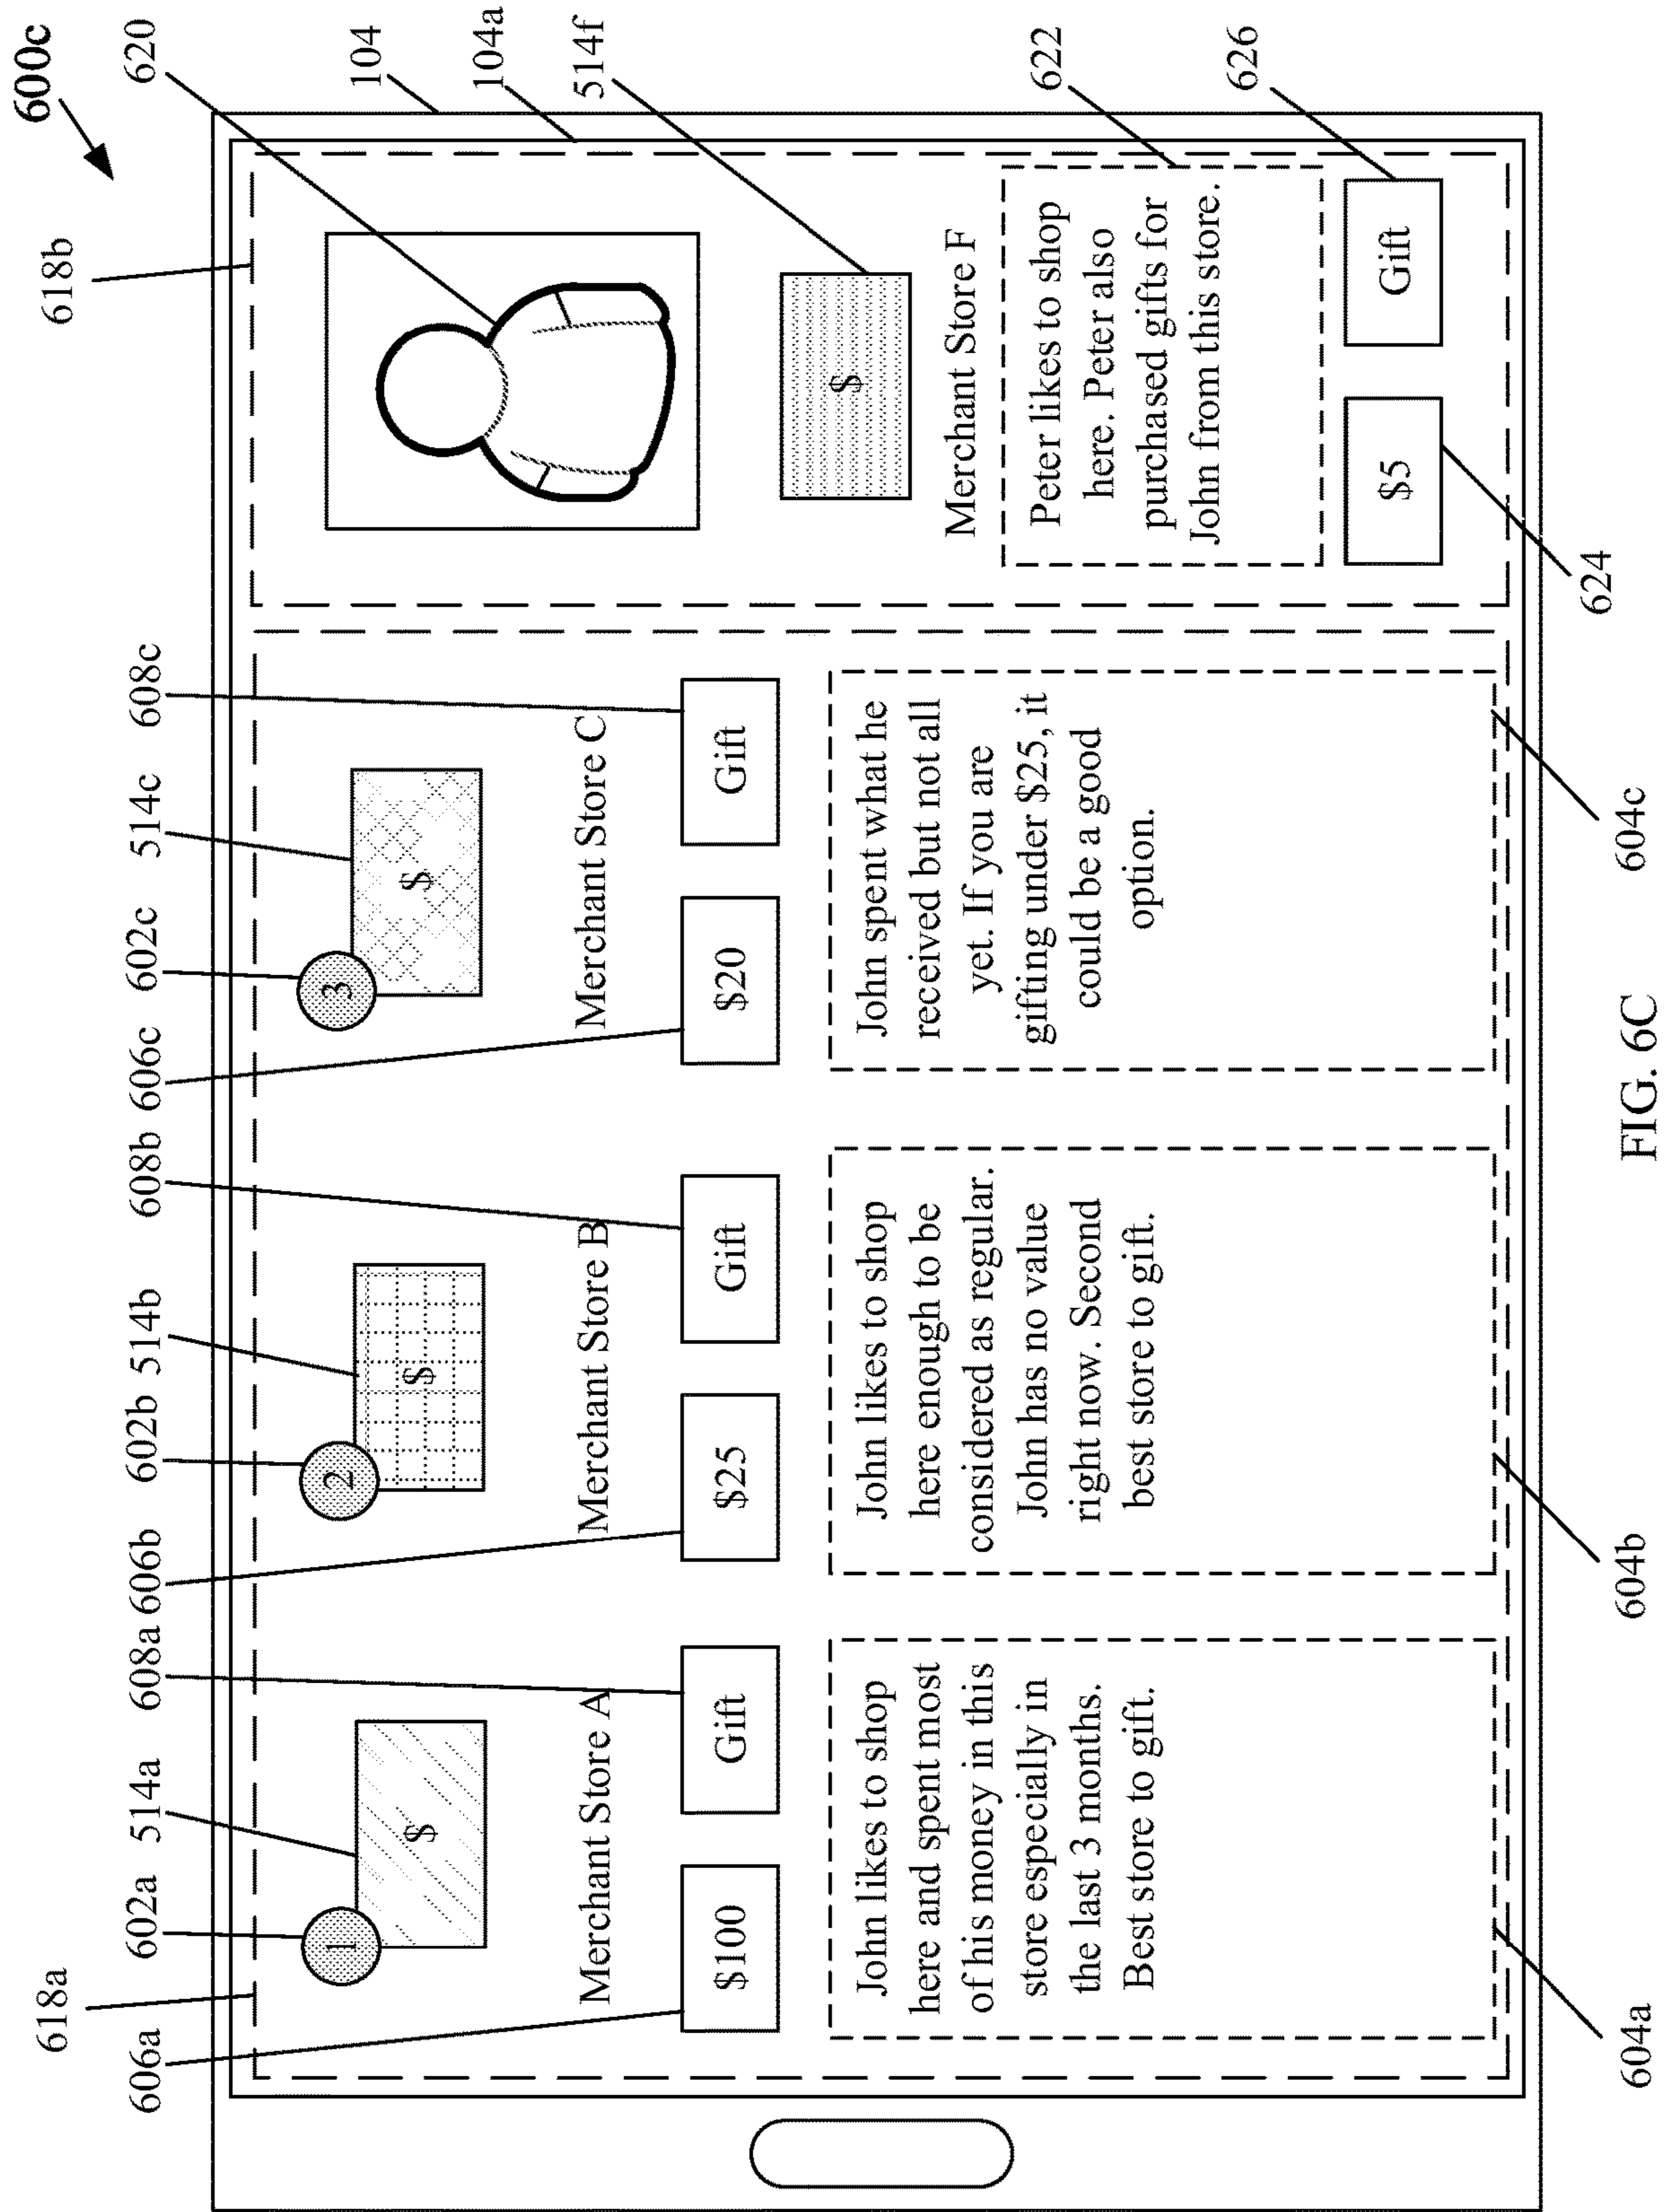 600c
618a
618b
606a
602a
514a
608a
606b
602b
514b
608b
606c
602c
514c
608c
620
104
104a
514f
622
626
1
$
Merchant Store A
$100
Gift
John likes to shop
here and spent most
of his money in this
store especially in
the last 3 months.
Best store to gift.
604a
2
$
Merchant Store B
$25
Gift
John likes to shop
here enough to be
considered as regular.
John has no value
right now. Second
best store to gift.
604b
3
$
Merchant Store C
$20
Gift
John spent what he
received but not all
yet. If you are
gifting under $25, it
could be a good
option.
604c
$
Merchant Store F
Peter likes to shop
here. Peter also
purchased gifts for
John from this store.
$5
Gift
624
FIG. 6C